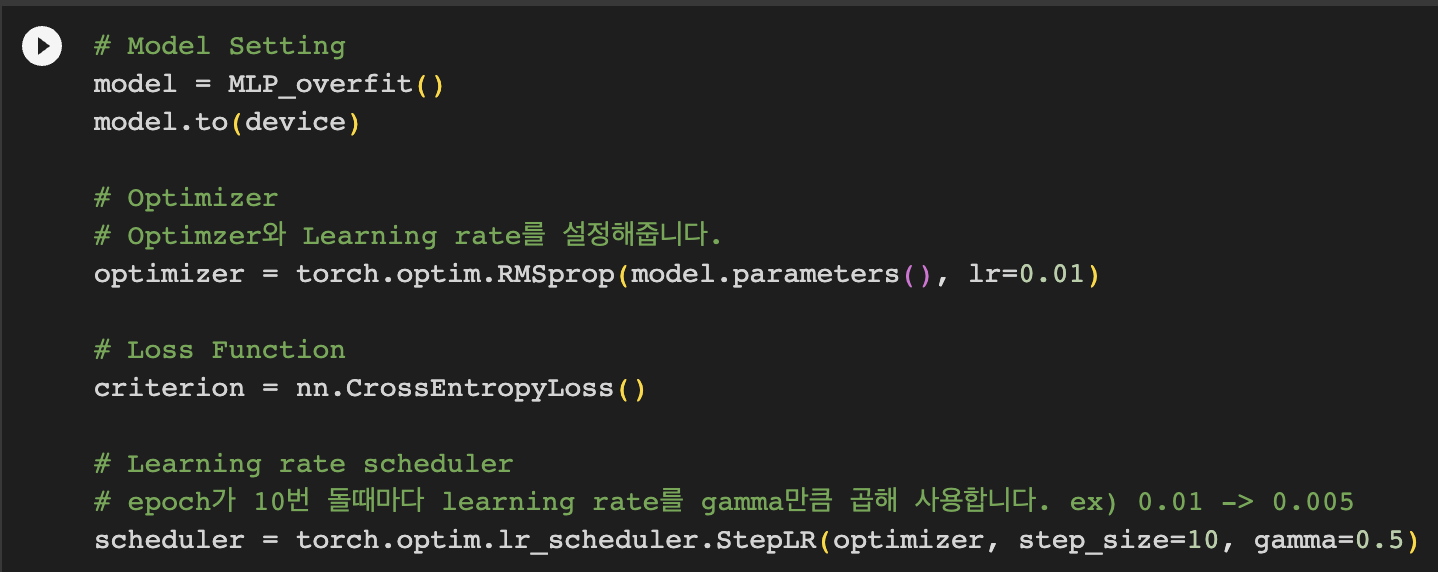 # Model Setting
model = MLP_overfit()
model.to(device)
# Optimizer
# Optimzer와 Learning rate를 설정해줍니다.
optimizer = torch.optim.RMSprop(model.parameters(), lr=0.01)
# Loss Function
criterion = nn.CrossEntropyLoss()
# Learning rate scheduler
# epoch가 10번 돌때마다 learning rate를 gamma만큼 곱해 사용합니다. ex) 0.01 -> 0.005
scheduler = torch.optim.lr_scheduler.StepLR(optimizer, step_size=10, gamma=0.5)